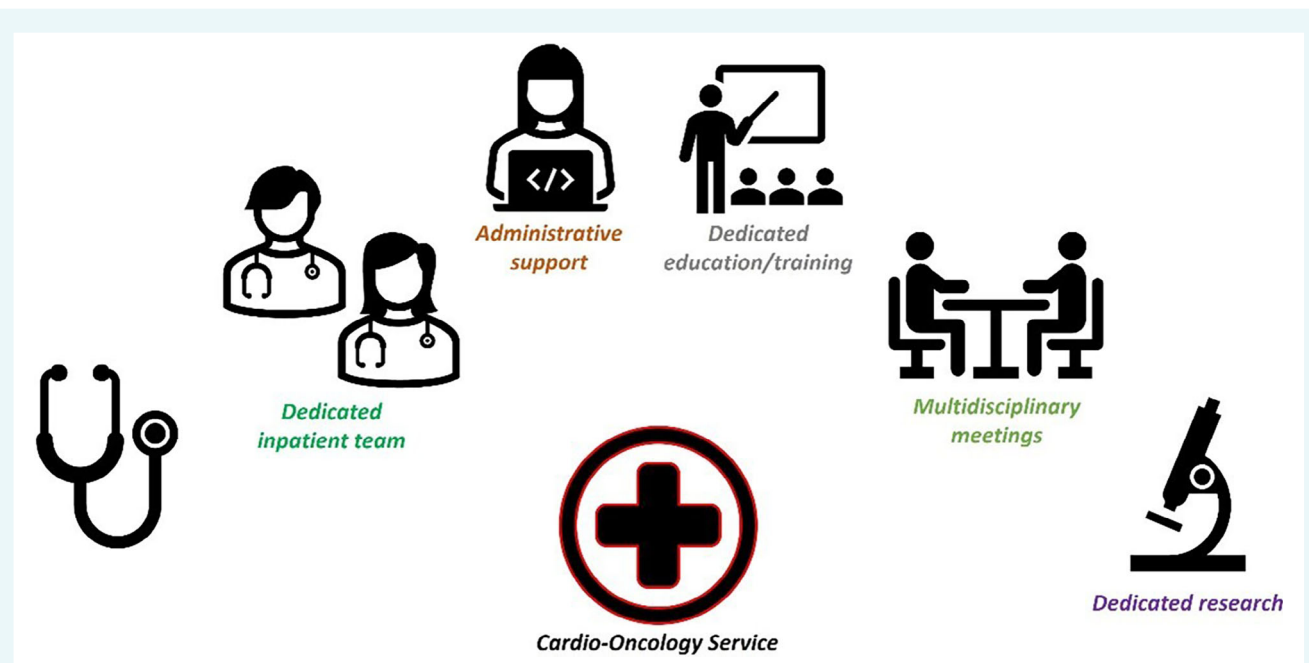 </>
Administrative
support
Dedicated
education/training
Dedicated
inpatient team
Multidisciplinary
meetings
Dedicated research
Cardio-Oncology Service